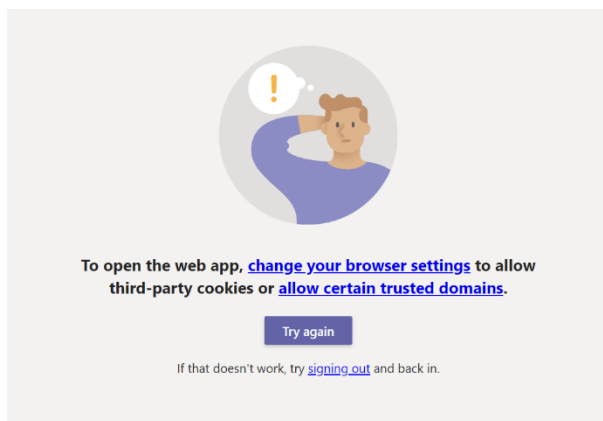 !
To open the web app, change your browser settings to allow
third-party cookies or allow certain trusted domains.
Try again
If that doesn't work, try signing out and back in.